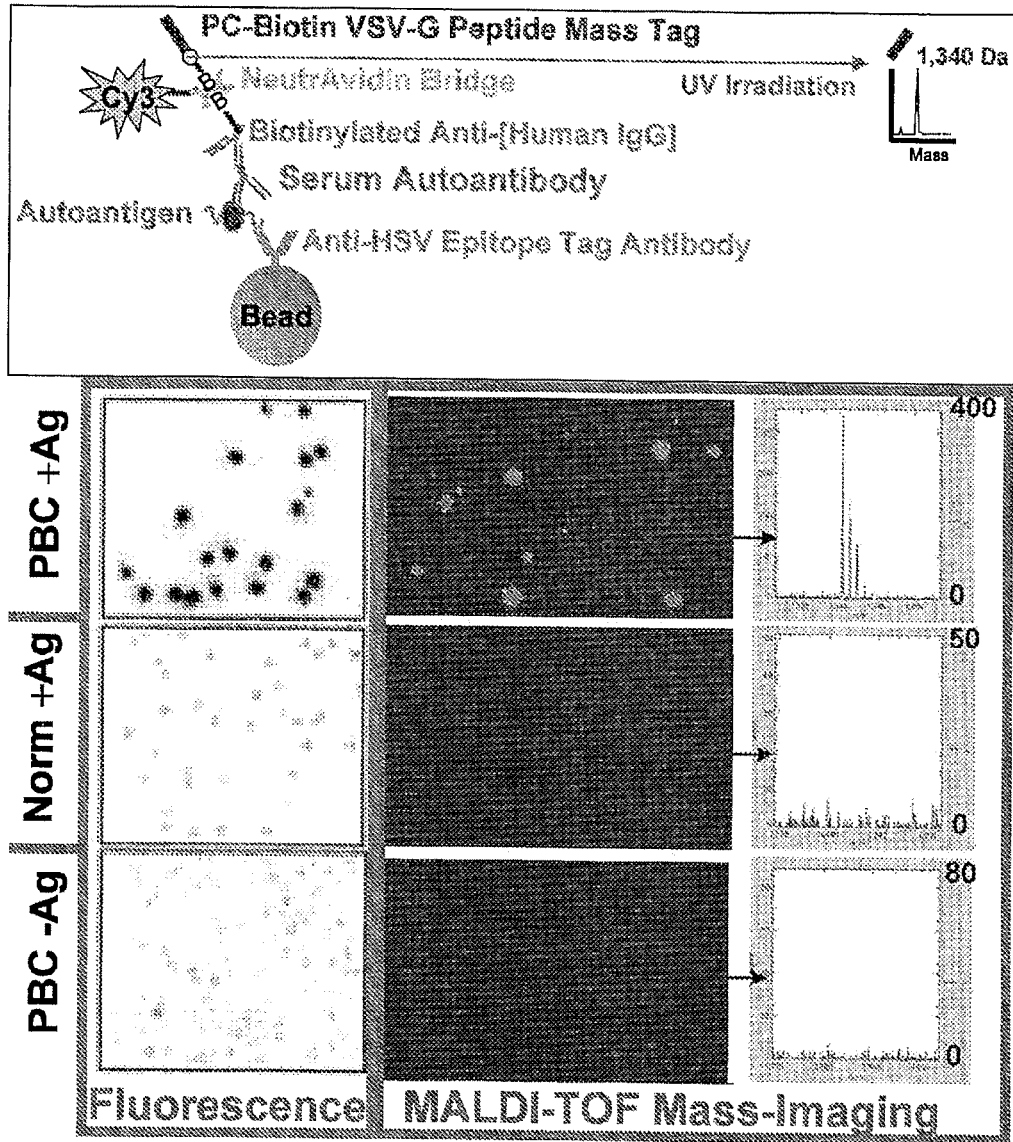 PC-Biotin VSV-G Peptide Mass Tag
1,340 Da
Cy3
NeutrAvidin Bridge
UV Irradiation
BB
Mass
Biotinylated Anti-[Human IgG]
Serum Autoantibody
Autoantigen
Anti-HSV Epitope Tag Antibody
Bead
PBC +Ag
400
0
Norm +Ag
50
0
PBC -Ag
80
0
Fluorescence
MALDI-TOF Mass-Imaging